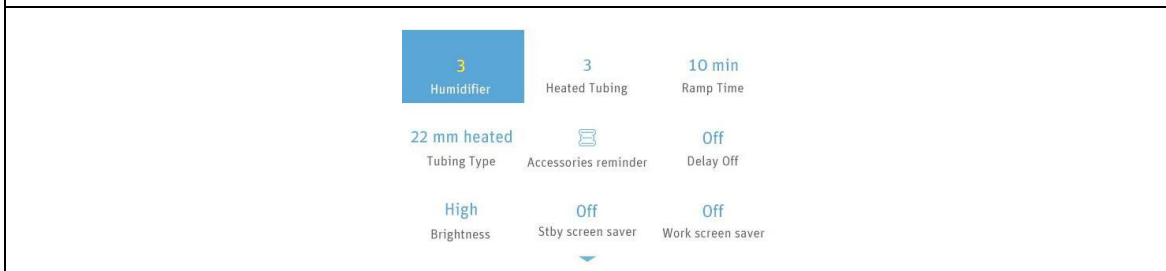 3 3 10 min
Humidifier Heated Tubing Ramp Time
22 mm heated Off
Tubing Type Accessories reminder Delay Off
High Off Off
Brightness Stby screen saver Work screen saver